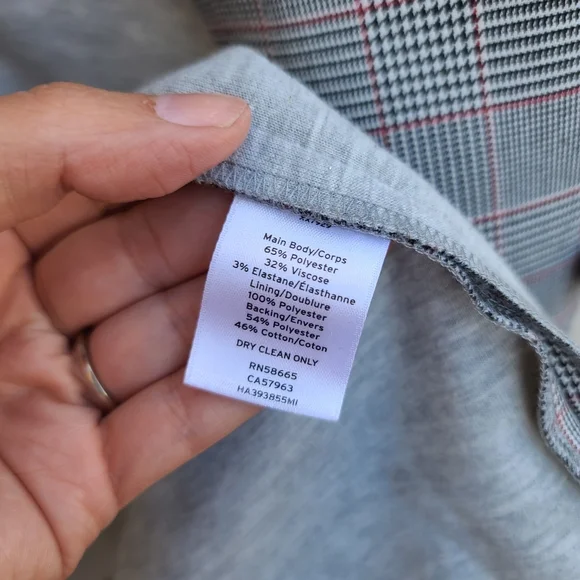 Main Body/Corps
65% Polyester
32% Viscose
3% Elastane/Élasthanne
Lining/Doublure
100% Polyester
Backing/Envers
54% Polyester
46% Cotton/Coton
DRY CLEAN ONLY
RN58665
CA57963
HA393855MI